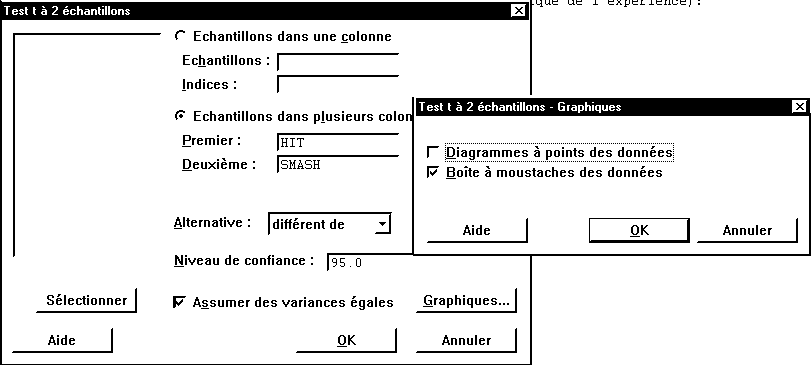 Test t à 2 échantillons
ique de l'expérience):
Echantillons dans une colonne
Echantillons :
Indices :
Echantillons dans plusieurs colon
Premier : HIT
Deuxième : SMASH
Alternative : différent de
Niveau de confiance : 95.0
Sélectionner
Assumer des variances égales
Graphiques...
Aide
OK
Annuler
Test t à 2 échantillons - Graphiques
Diagrammes à points des données
Boîte à moustaches des données
Aide
OK
Annuler